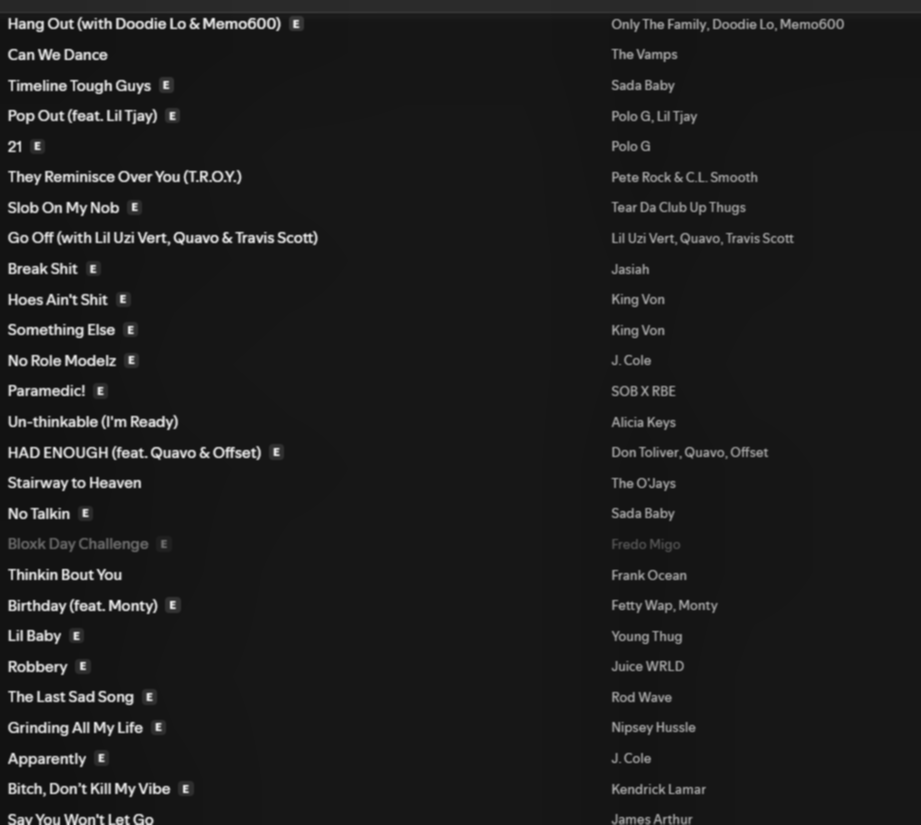 Hang Out (with Doodie Lo & Memo600) E Only The Family, Doodie Lo, Memo600
Can We Dance The Vamps
Timeline Tough Guys E Sada Baby
Pop Out (feat. Lil Tjay) E Polo G, Lil Tjay
21 E Polo G
They Reminisce Over You (T.R.O.Y.) Pete Rock & C.L. Smooth
Slob On My Nob E Tear Da Club Up Thugs
Go Off (with Lil Uzi Vert, Quavo & Travis Scott) Lil Uzi Vert, Quavo, Travis Scott
Break Shit E Jasiah
Hoes Ain't Shit E King Von
Something Else E King Von
No Role Modelz E J. Cole
Paramedic! E SOB X RBE
Un-thinkable (I'm Ready) Alicia Keys
HAD ENOUGH (feat. Quavo & Offset) E Don Toliver, Quavo, Offset
Stairway to Heaven The O'Jays
No Talkin E Sada Baby
Bloxk Day Challenge E Fredo Migo
Thinkin Bout You Frank Ocean
Birthday (feat. Monty) E Fetty Wap, Monty
Lil Baby E Young Thug
Robbery E Juice WRLD
The Last Sad Song E Rod Wave
Grinding All My Life E Nipsey Hussle
Apparently E J. Cole
Bitch, Don't Kill My Vibe E Kendrick Lamar
Say You Won't Let Go James Arthur